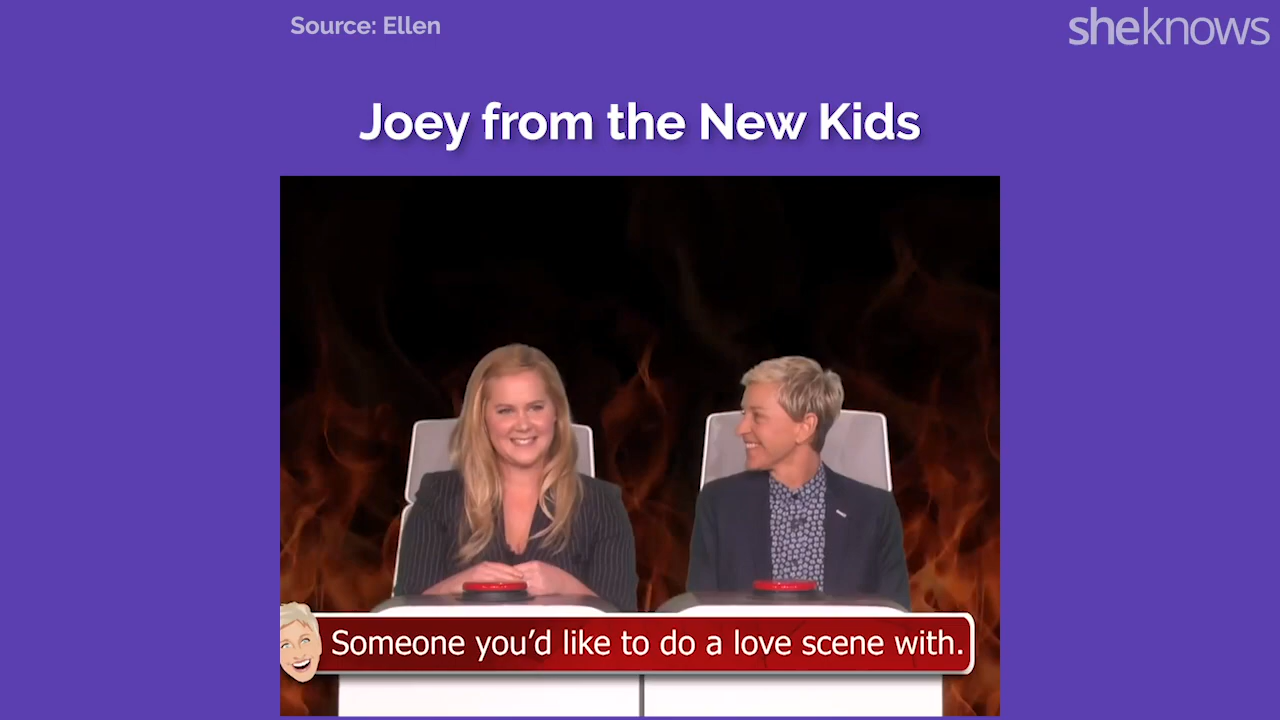 Source: Ellen
sheknows
Joey from the New Kids
Someone you'd like to do a love scene with.